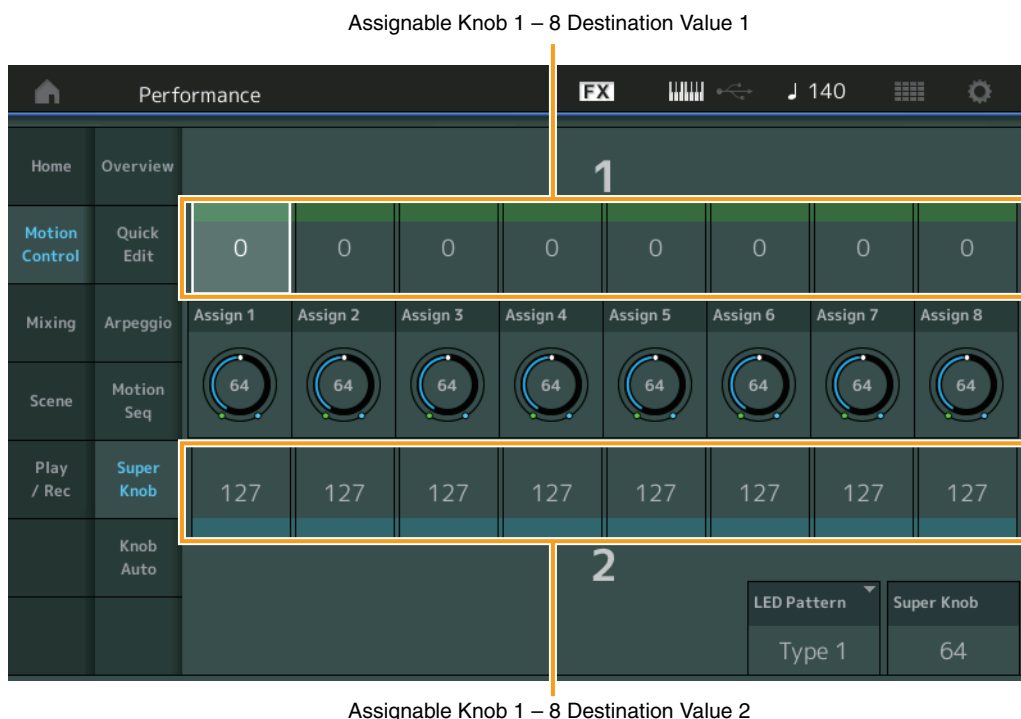 Assignable Knob 1 – 8 Destination Value 1
Performance
FX
♩ 140
Home
Overview
1
Motion
Control
Quick
Edit
0 0 0 0 0 0 0 0
Mixing
Arpeggio
Assign 1 Assign 2 Assign 3 Assign 4 Assign 5 Assign 6 Assign 7 Assign 8
64 64 64 64 64 64 64 64
Scene
Motion
Seq
Play
/ Rec
Super
Knob
127 127 127 127 127 127 127 127
Knob
Auto
2
LED Pattern
Type 1
Super Knob
64
Assignable Knob 1 – 8 Destination Value 2